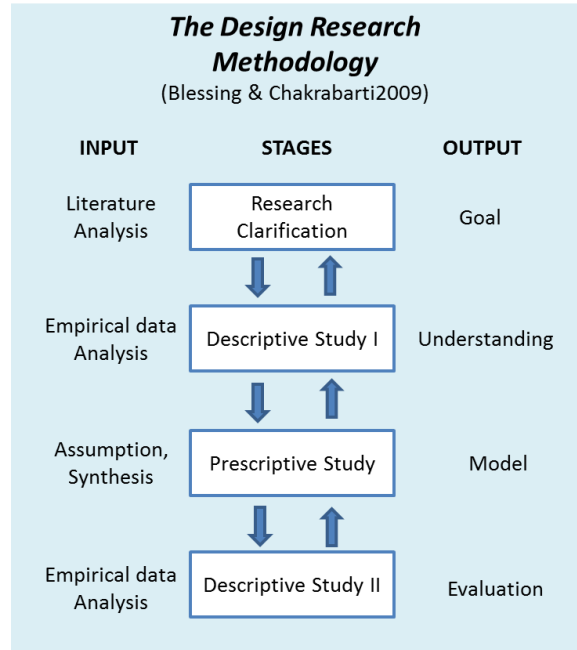 The Design Research
Methodology
(Blessing & Chakrabarti2009)
INPUT STAGES OUTPUT
Literature
Analysis
Research
Clarification
Goal
Empirical data
Analysis
Descriptive Study I
Understanding
Assumption,
Synthesis
Prescriptive Study
Model
Empirical data
Analysis
Descriptive Study II
Evaluation